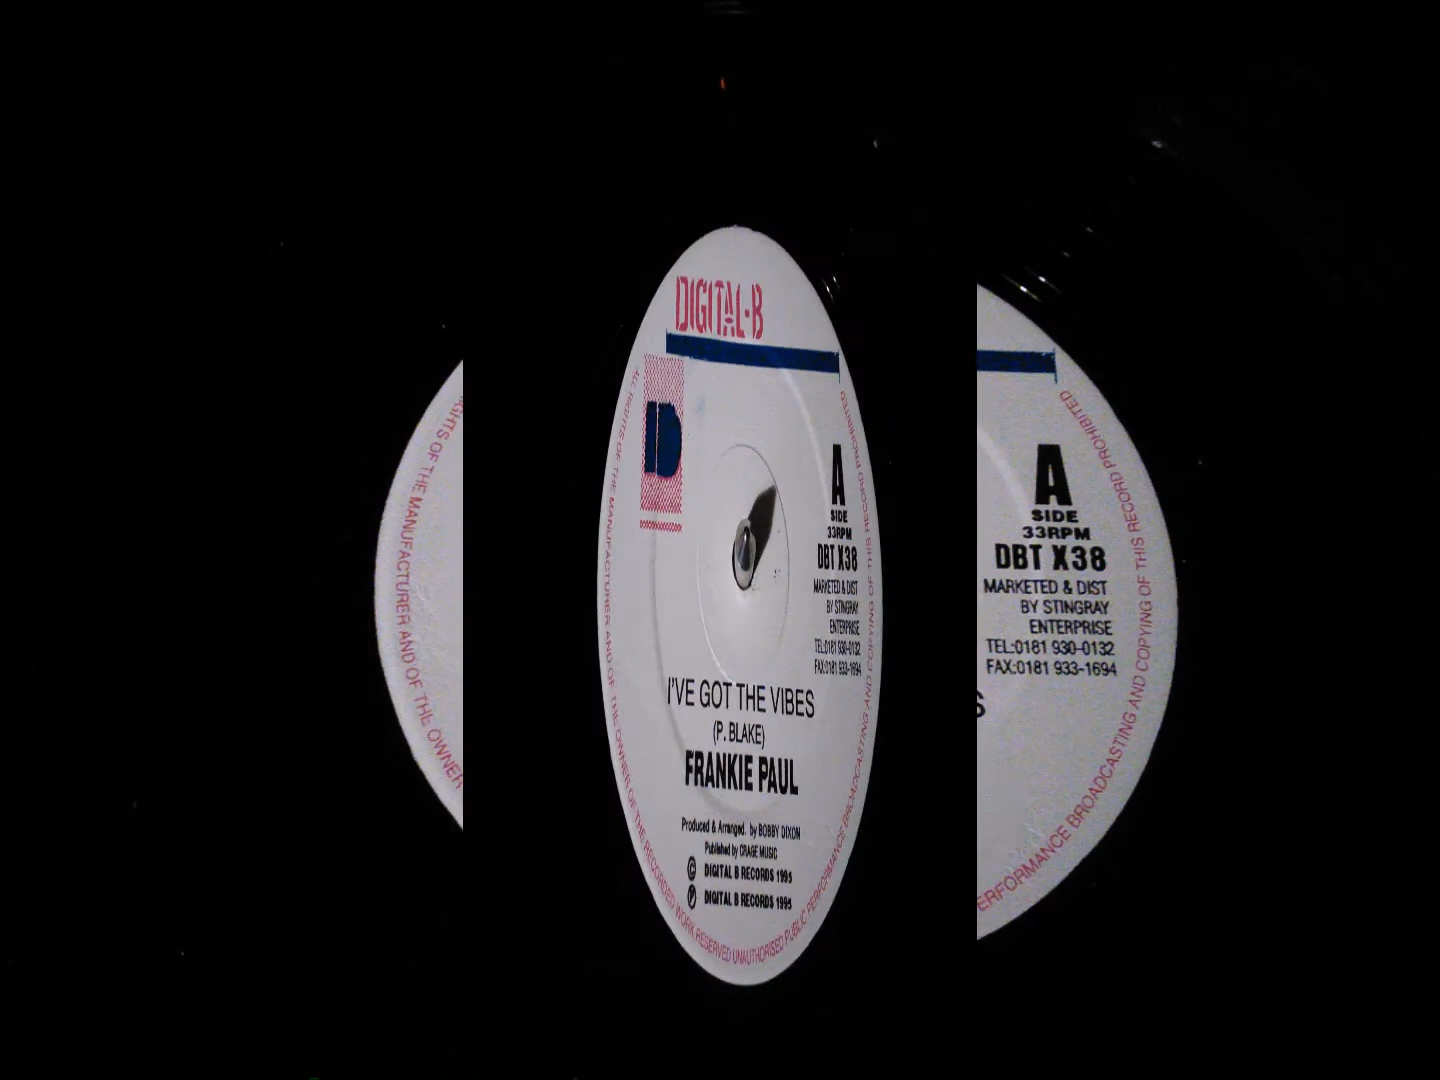 DIGITAL-B
D
A
SIDE
33RPM
DBT X38
MARKETED & DIST
BY STINGRAY
ENTERPRISE
TEL:0181 930-0132
FAX:0181 933-1694
I'VE GOT THE VIBES
(P. BLAKE)
FRANKIE PAUL
Produced & Arranged. by BOBBY DIXON
Published by CRAGE MUSIC
© DIGITAL B RECORDS 1995
℗ DIGITAL B RECORDS 1995
ALL RIGHTS OF THE MANUFACTURER AND OF THE OWNER OF THE RECORDED WORK RESERVED UNAUTHORISED PUBLIC PERFORMANCE BROADCASTING AND COPYING OF THIS RECORD PROHIBITED
RIGHTS OF THE MANUFACTURER AND OF THE OWNER
A
SIDE
33RPM
DBT X38
MARKETED & DIST
BY STINGRAY
ENTERPRISE
TEL:0181 930-0132
FAX:0181 933-1694
S
ERFORMANCE BROADCASTING AND COPYING OF THIS RECORD PROHIBITED